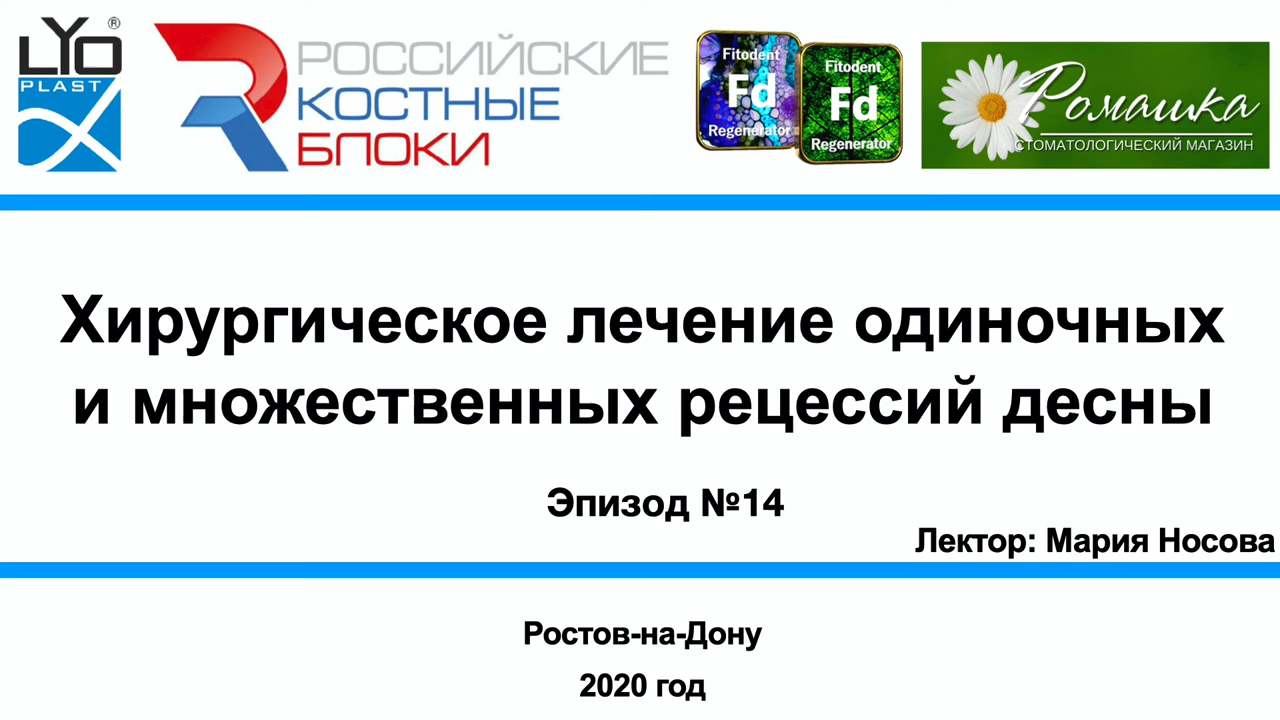 LYO®
PLAST
РОССИЙСКИЕ
КОСТНЫЕ
БЛОКИ
Fitodent
Fd
Regenerator
Fitodent
Fd
Regenerator
Ромашка
СТОМАТОЛОГИЧЕСКИЙ МАГАЗИН
Хирургическое лечение одиночных
и множественных рецессий десны
Эпизод №14
Лектор: Мария Носова
Ростов-на-Дону
2020 год